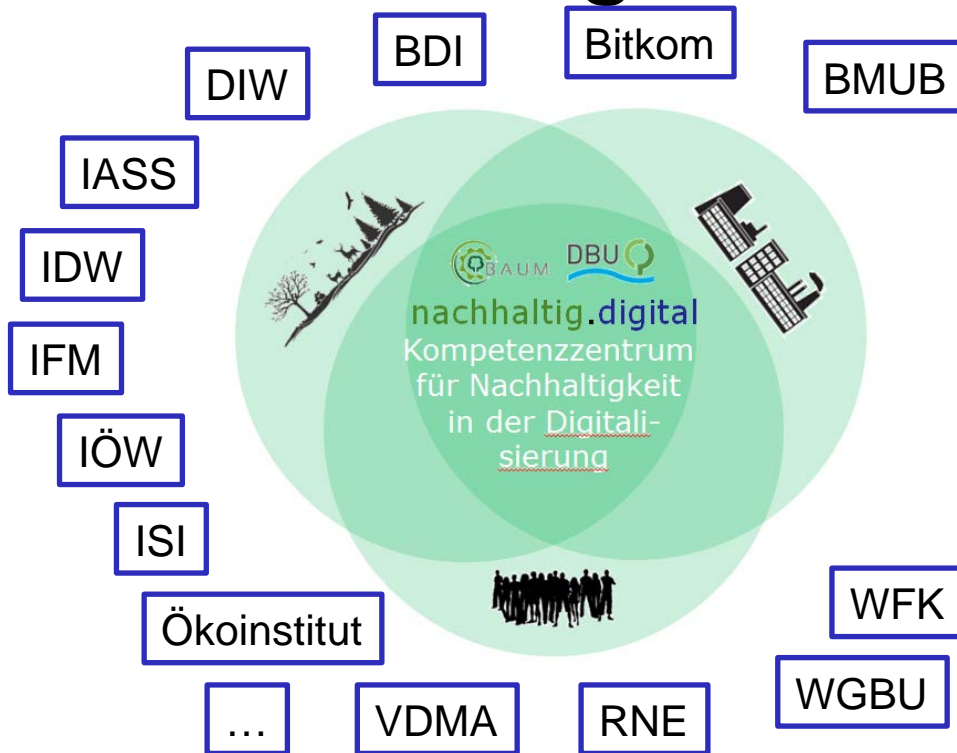 BDI
Bitkom
DIW
BMUB
IASS
IDW
IFM
IÖW
ISI
Ökoinstitut
…
VDMA
RNE
WGBU
WFK
B.A.U.M.
DBU
nachhaltig.digital
Kompetenzzentrum
für Nachhaltigkeit
in der Digitali-
sierung